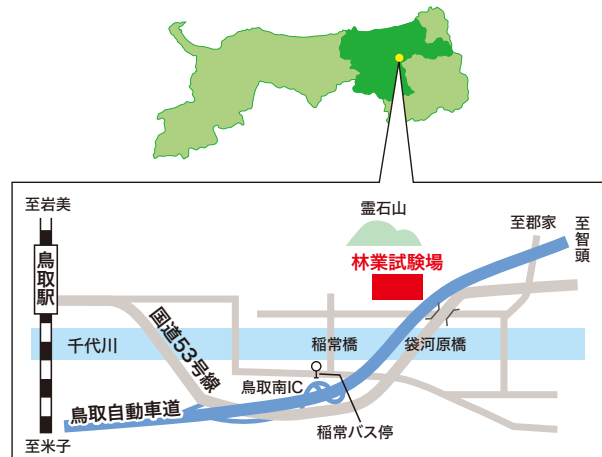 至岩美
霊石山
至郡家
至智頭
鳥取駅
林業試験場
国道53号線
千代川
稲常橋
袋河原橋
鳥取南IC
鳥取自動車道
稲常バス停
至米子